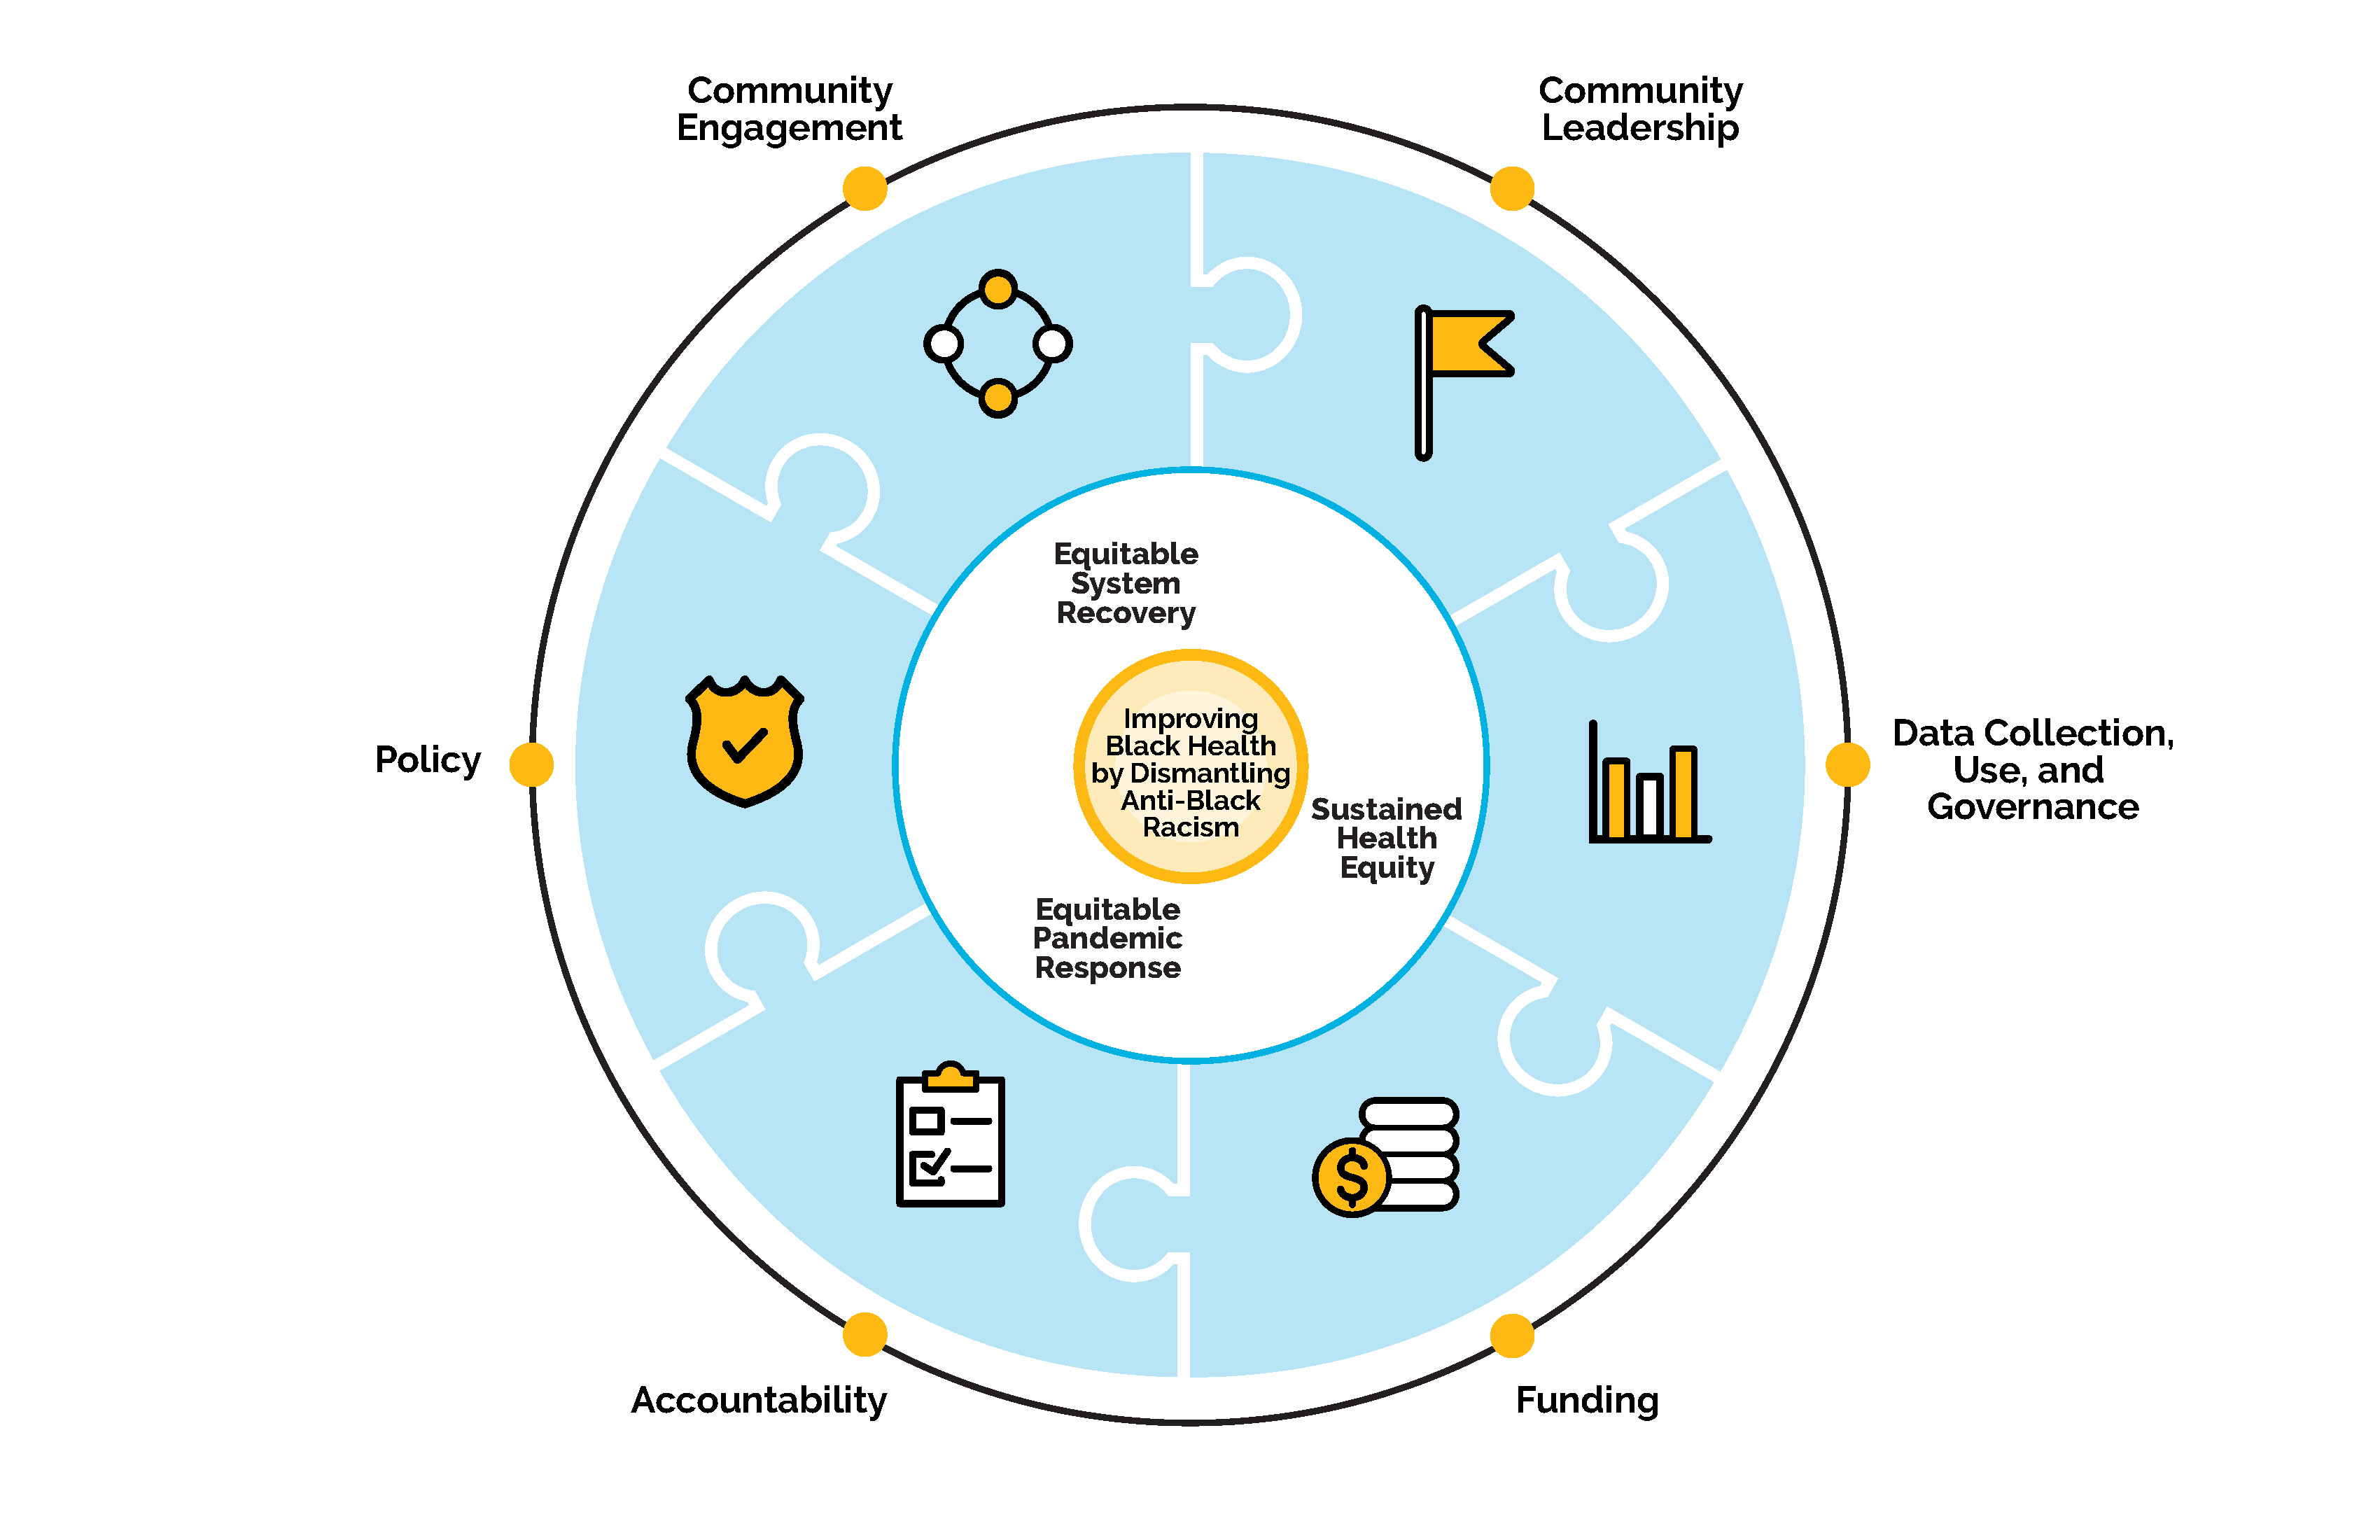 Community
Engagement
Community
Leadership
Equitable
System
Recovery
Improving
Black Health
by Dismantling
Anti-Black
Racism
Policy
Data Collection,
Use, and
Governance
Sustained
Health
Equity
Equitable
Pandemic
Response
$
Accountability
Funding